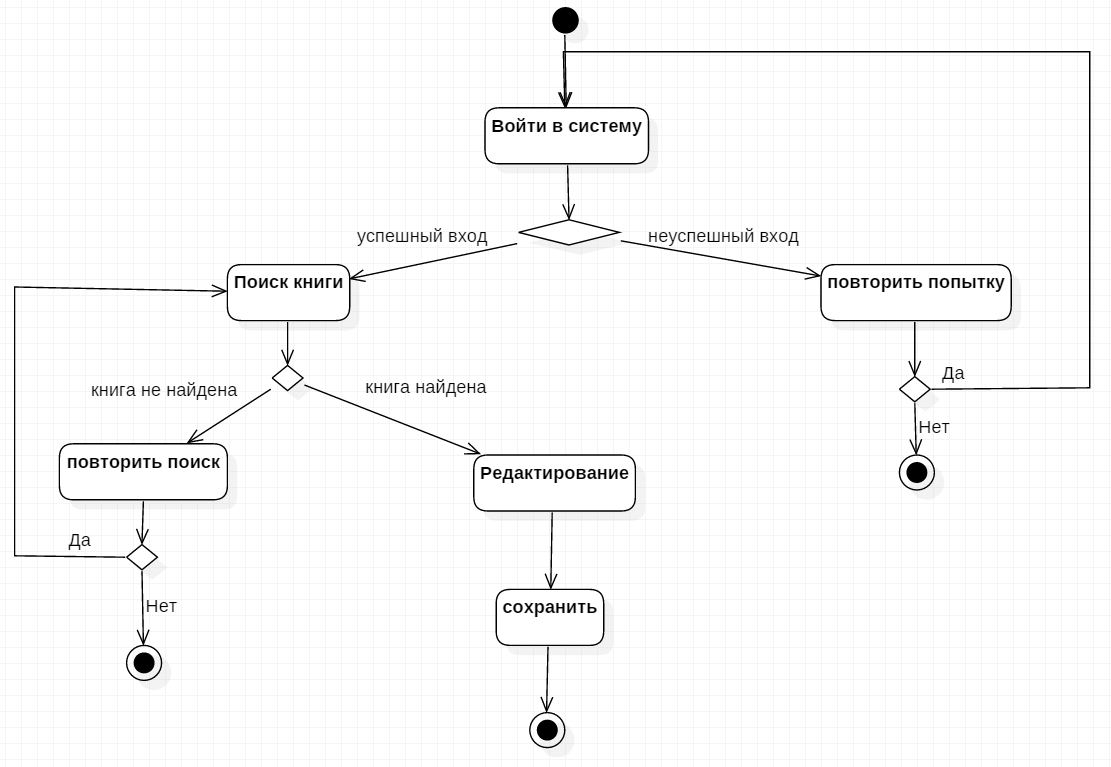 Войти в систему
успешный вход
неуспешный вход
Поиск книги
повторить попытку
Да
книга не найдена
книга найдена
Нет
повторить поиск
Редактирование
Да
Нет
сохранить